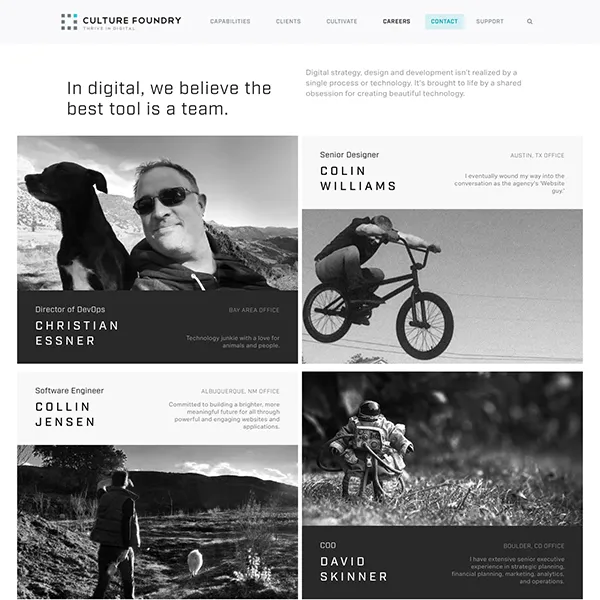 CULTURE FOUNDRY
THRIVE IN DIGITAL
CAPABILITIES
CLIENTS
CULTIVATE
CAREERS
CONTACT
SUPPORT
In digital, we believe the
best tool is a team.
Digital strategy, design and development isn't realized by a
single process or technology. It's brought to life by a shared
obsession for creating beautiful technology.
Director of DevOps
CHRISTIAN
ESSNER
BAY AREA OFFICE
Technology junkie with a love for
animals and people.
Senior Designer
COLIN
WILLIAMS
AUSTIN, TX OFFICE
I eventually wound my way into the
conversation as the agency's 'Website
guy.'
Software Engineer
COLLIN
JENSEN
ALBUQUERQUE, NM OFFICE
Committed to building a brighter, more
meaningful future for all through
powerful and engaging websites and
applications.
COO
DAVID
SKINNER
BOULDER, CO OFFICE
I have extensive senior executive
experience in strategic planning,
financial planning, marketing, analytics,
and operations.